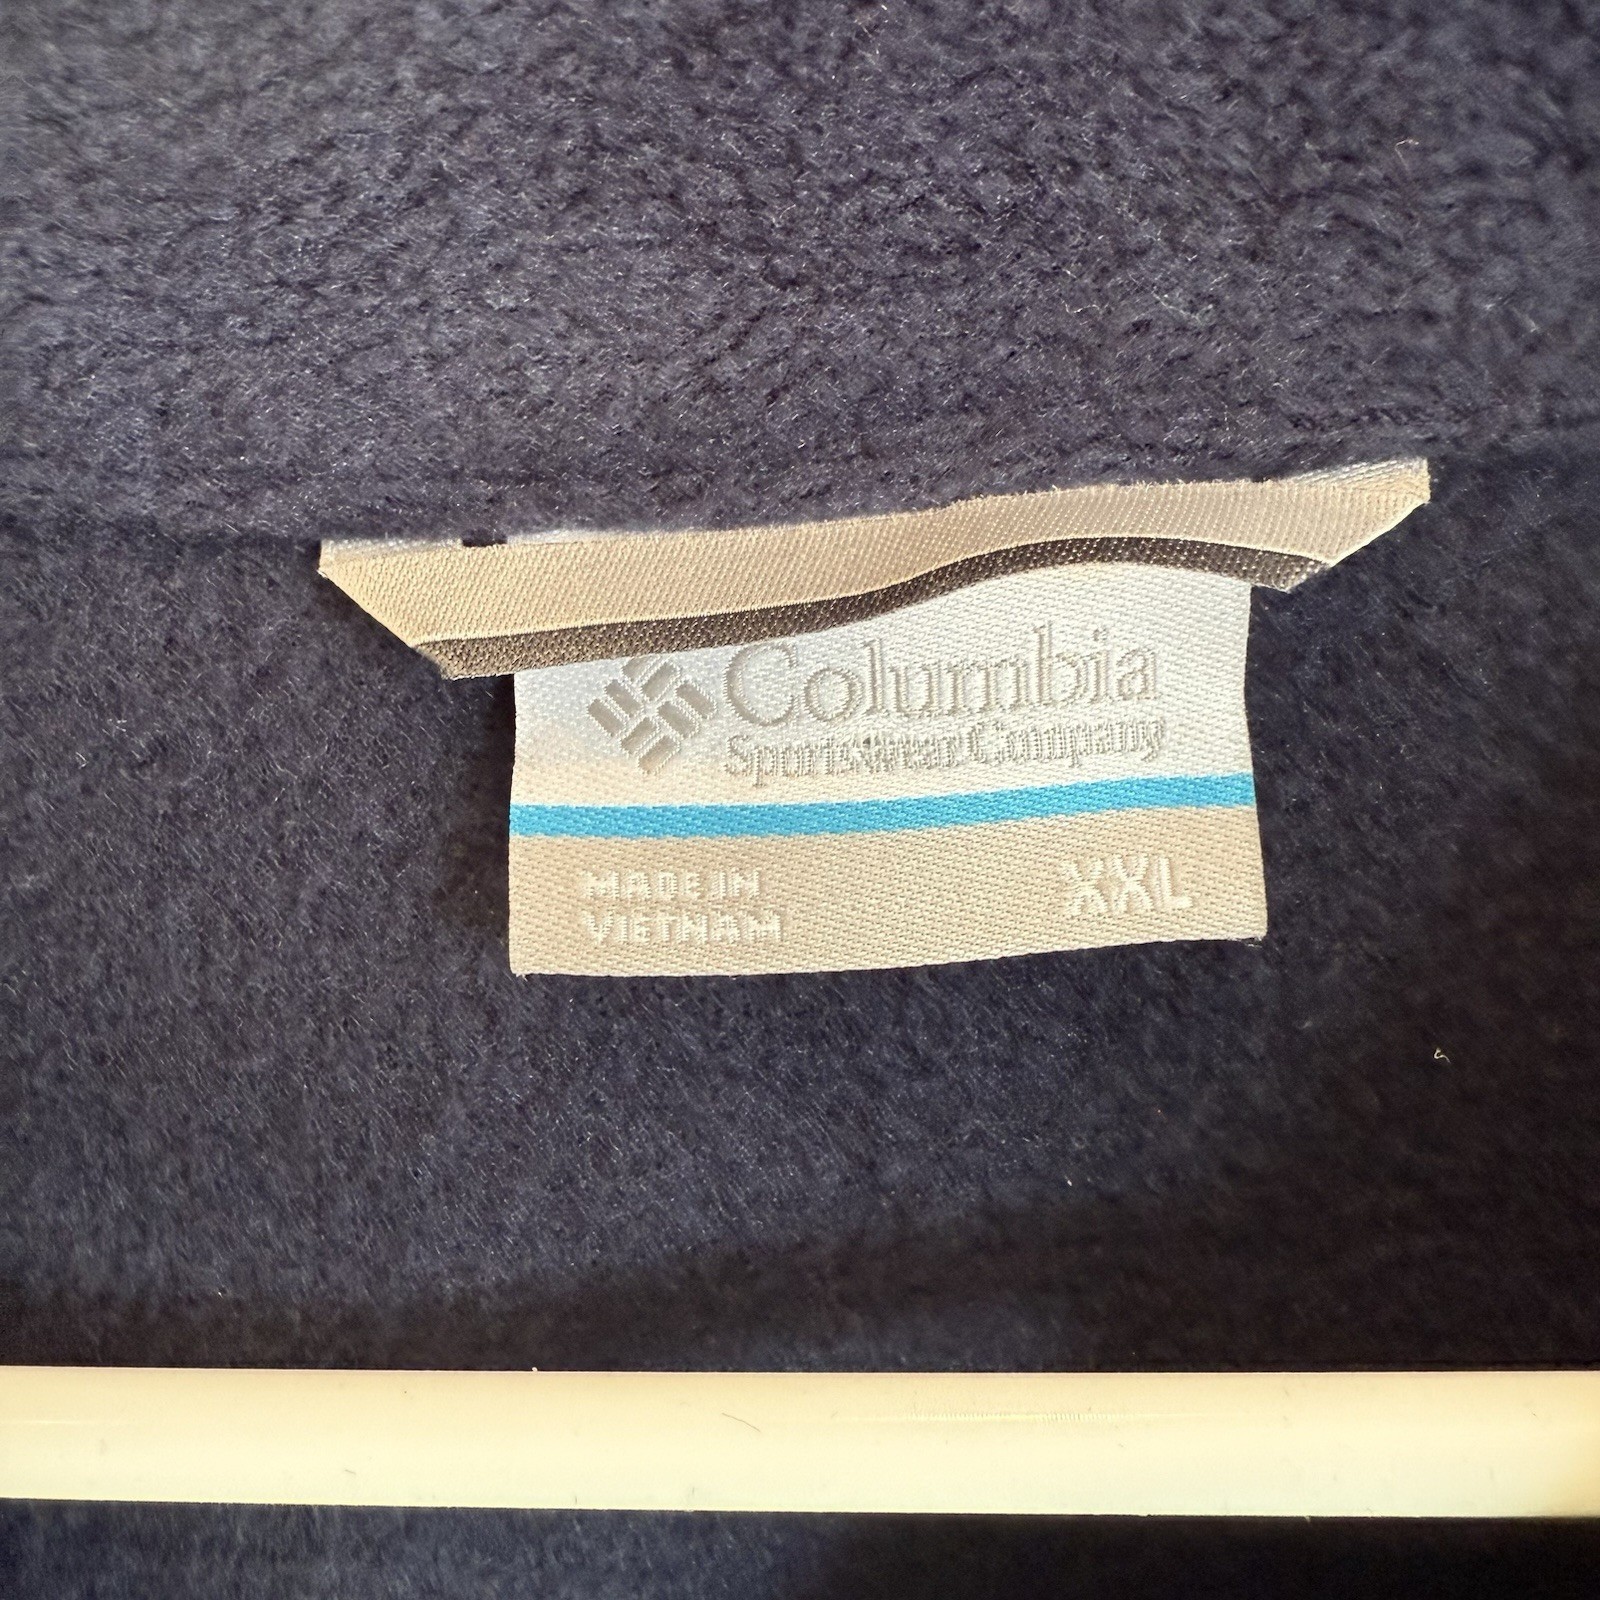 Columbia
Sportswear Company
MADE IN
VIETNAM
XXL